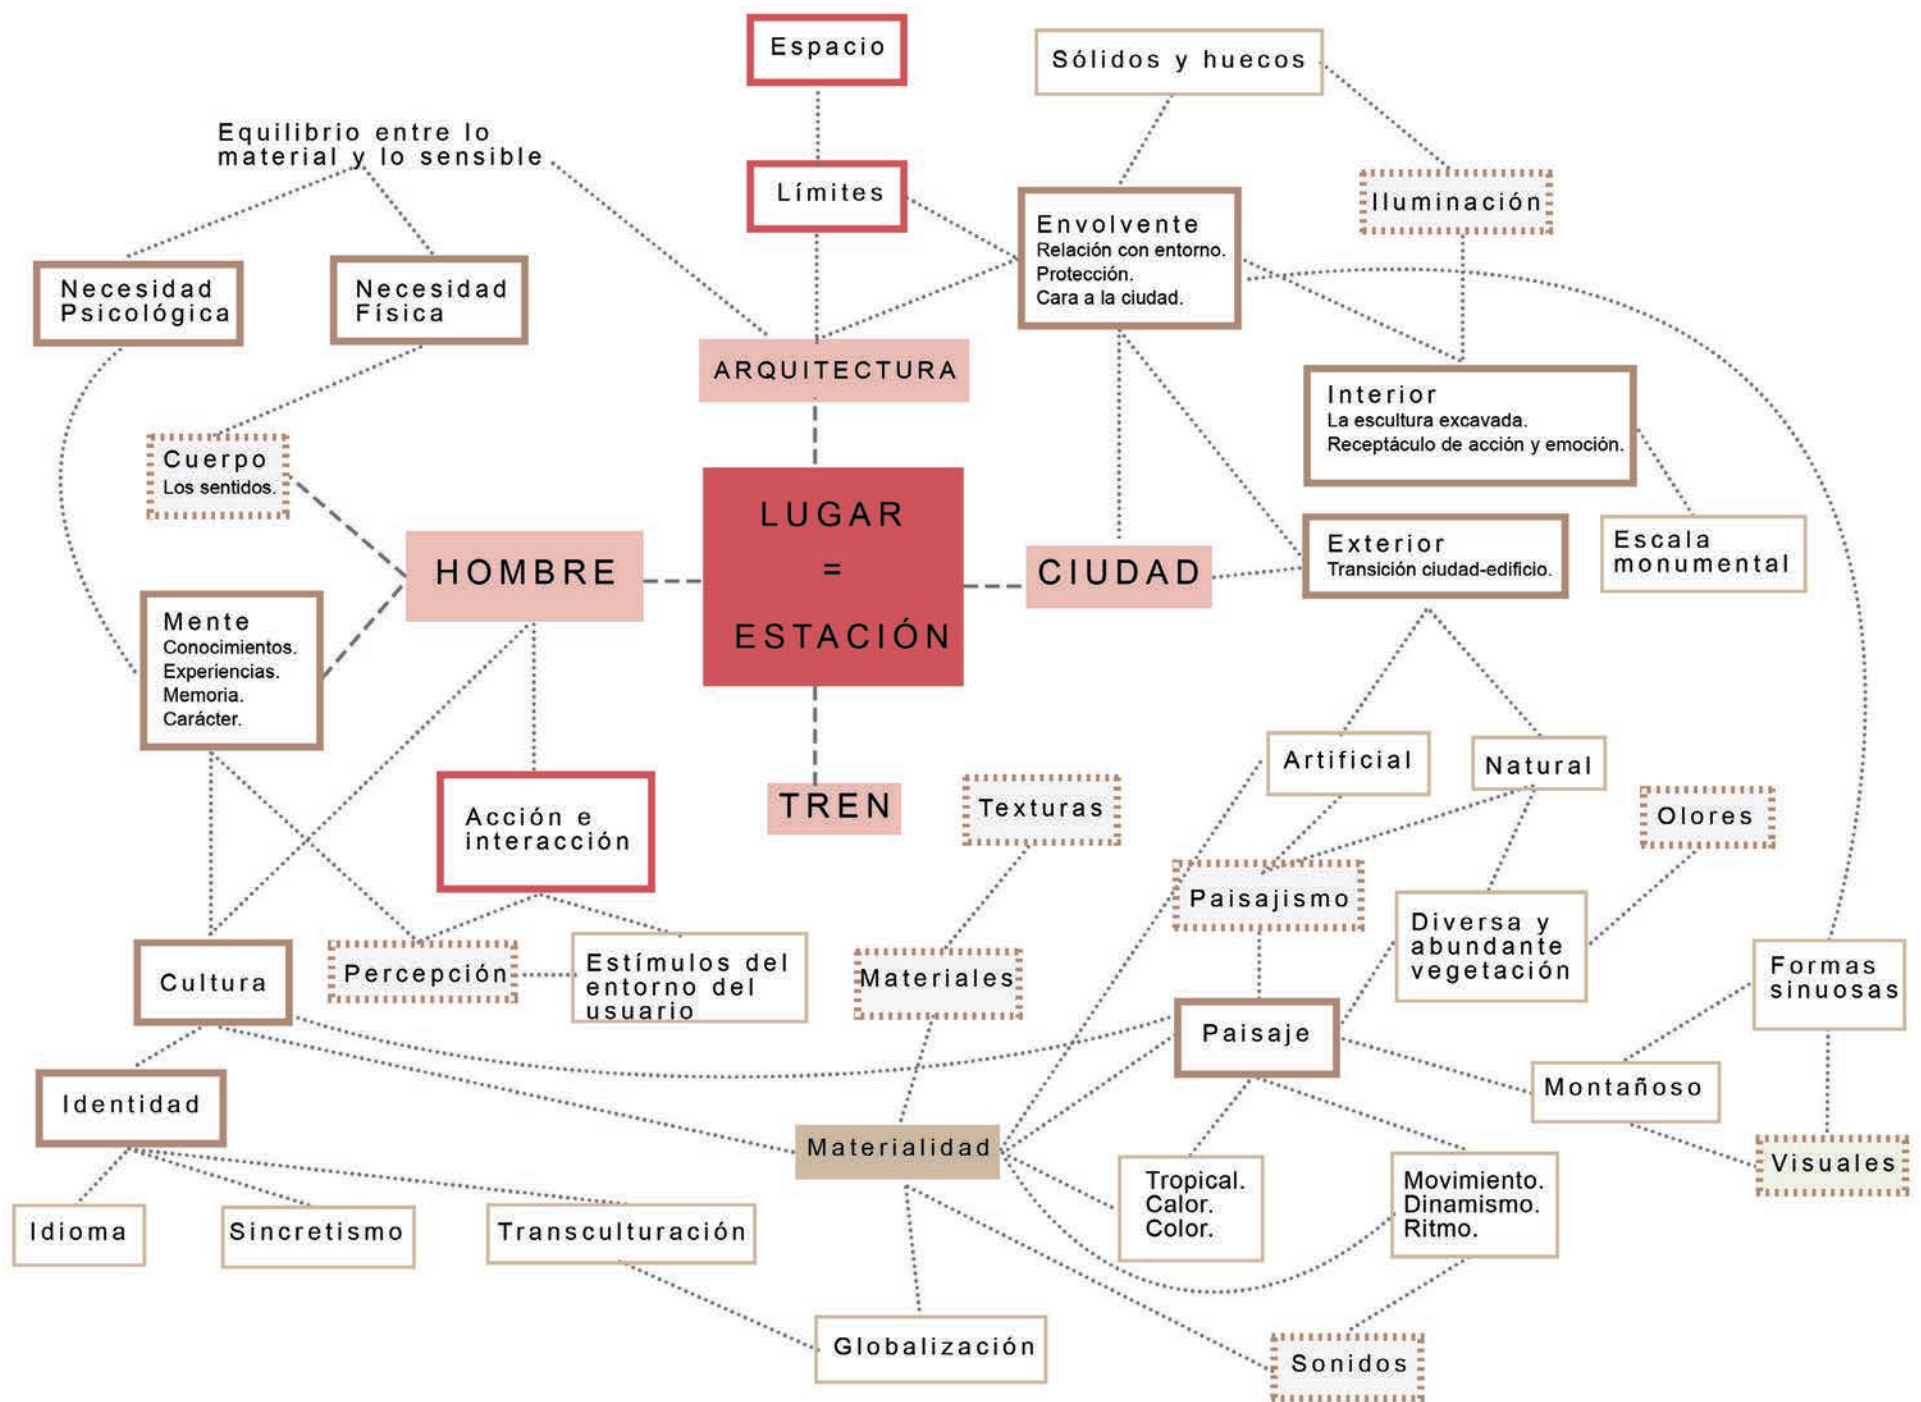 Espacio
Sólidos y huecos
Equilibrio entre lo
material y lo sensible
Límites
Iluminación
Envolvente
Relación con entorno.
Protección.
Cara a la ciudad.
Necesidad
Psicológica
Necesidad
Física
ARQUITECTURA
Interior
La escultura excavada.
Receptáculo de acción y emoción.
Cuerpo
Los sentidos.
LUGAR
=
ESTACIÓN
HOMBRE
CIUDAD
Exterior
Transición ciudad-edificio.
Escala
monumental
Mente
Conocimientos.
Experiencias.
Memoria.
Carácter.
Artificial
Natural
TREN
Texturas
Olores
Acción e
interacción
Paisajismo
Diversa y
abundante
vegetación
Cultura
Percepción
Estímulos del
entorno del
usuario
Materiales
Formas
sinuosas
Paisaje
Montañoso
Identidad
Materialidad
Visuales
Tropical.
Calor.
Color.
Movimiento.
Dinamismo.
Ritmo.
Idioma
Sincretismo
Transculturación
Globalización
Sonidos